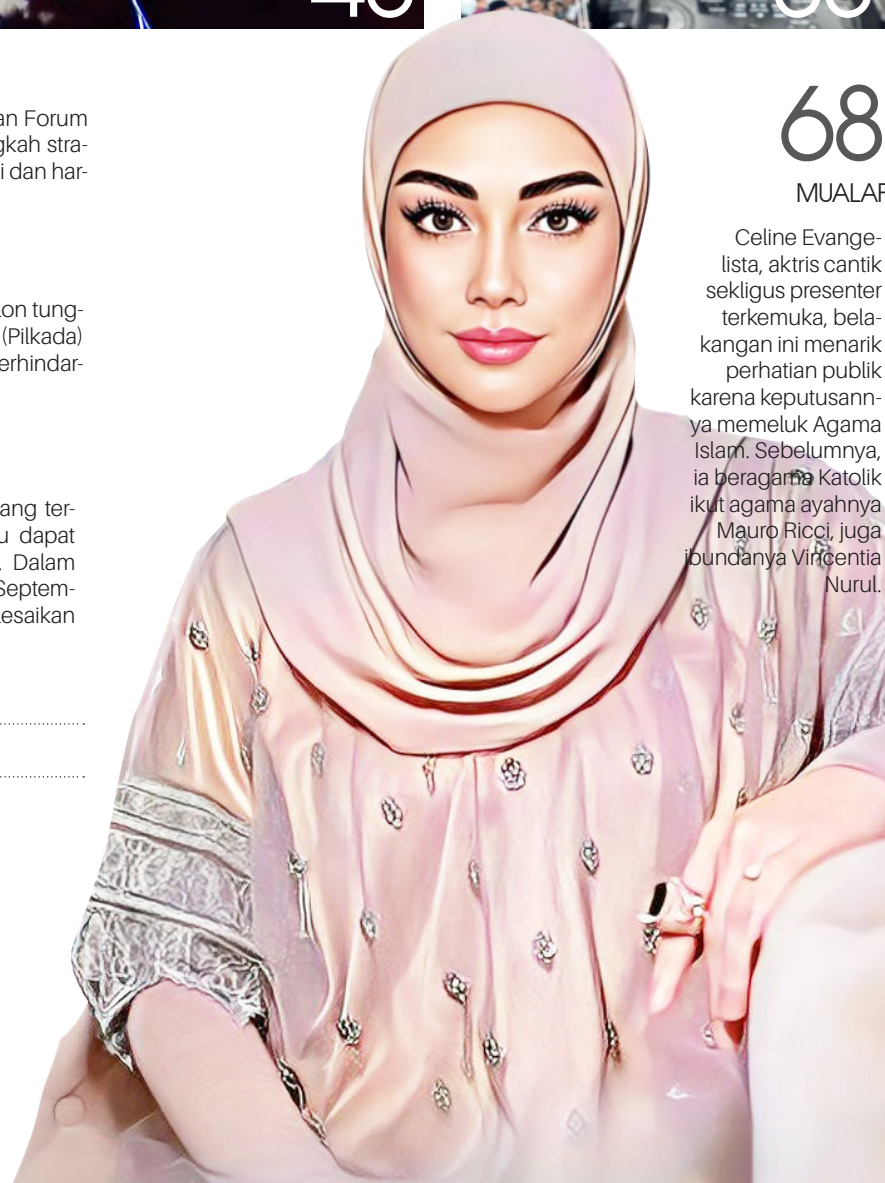 an Forum
gkah stra-
i dan har-
on tung-
(Pilkada)
erhindar-
ang ter-
u dapat
. Dalam
Septem-
esaikan
68
MUALAF
Celine Evange-
lista, aktris cantik
sekligus presenter
terkemuka, bela-
kangan ini menarik
perhatian publik
karena keputusann-
ya memeluk Agama
Islam. Sebelumnya,
ia beragama Katolik
ikut agama ayahnya
Mauro Ricci, juga
ibundanya Vincentia
Nurul.